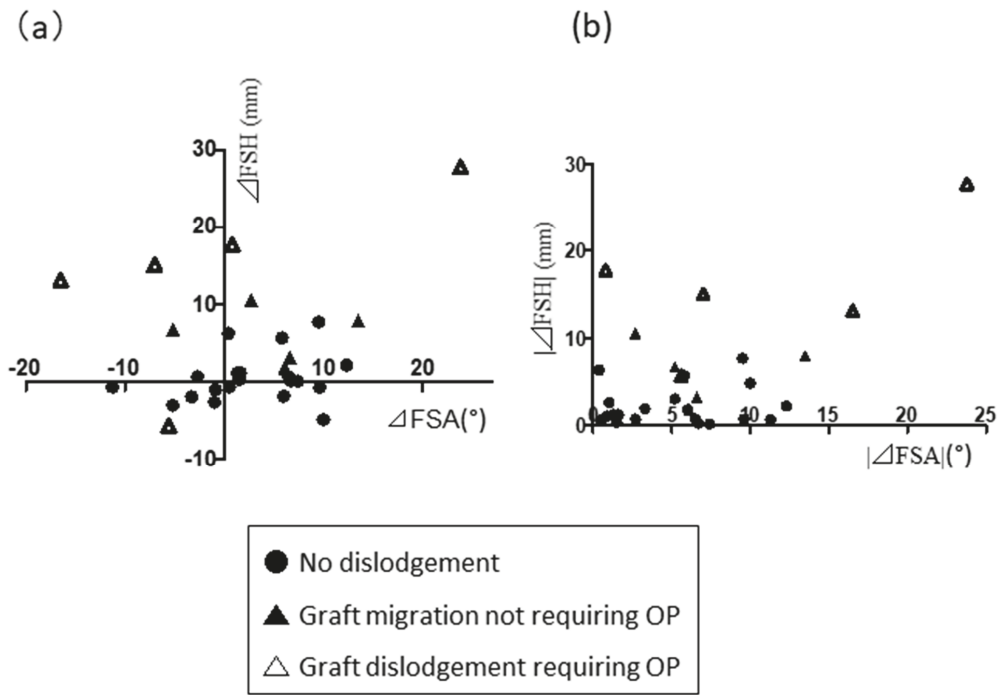 (a)
⊿FSH (mm)
30
20
10
-20
-10
10
20
-10
⊿FSA(°)
(b)
|⊿FSH| (mm)
30
20
10
0
0
5
10
15
20
25
|⊿FSA|(°)
No dislodgement
Graft migration not requiring OP
Graft dislodgement requiring OP